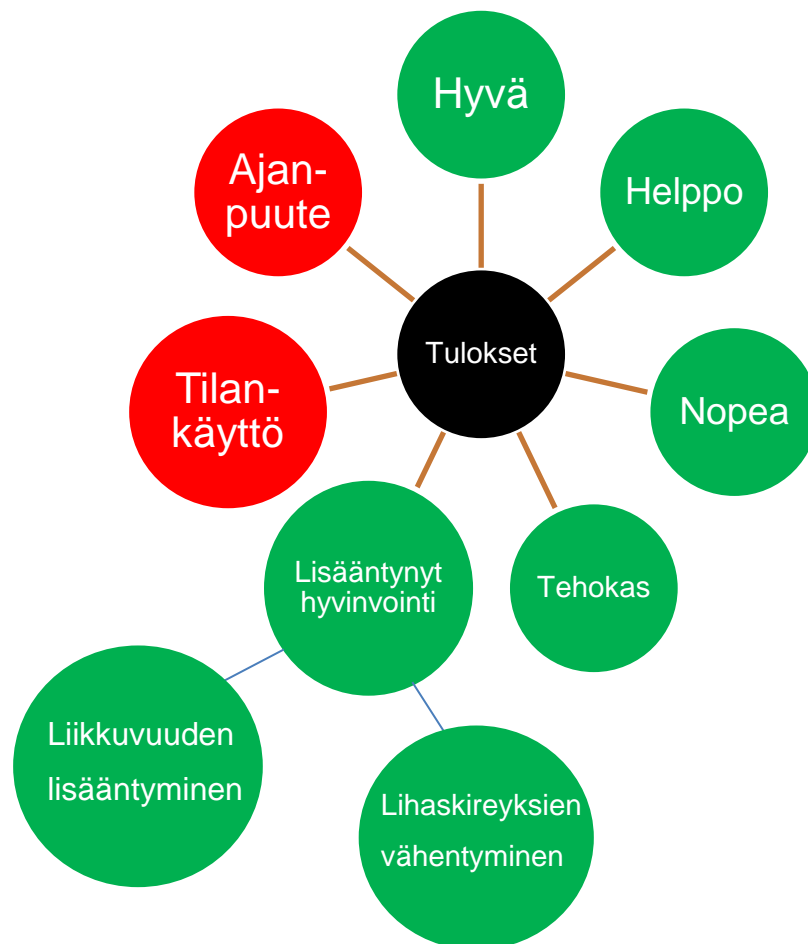 Hyvä
Ajan-
puute
Helppo
Tulokset
Tilan-
käyttö
Nopea
Lisääntynyt
hyvinvointi
Tehokas
Liikkuvuuden
lisääntyminen
Lihaskireyksien
vähentyminen